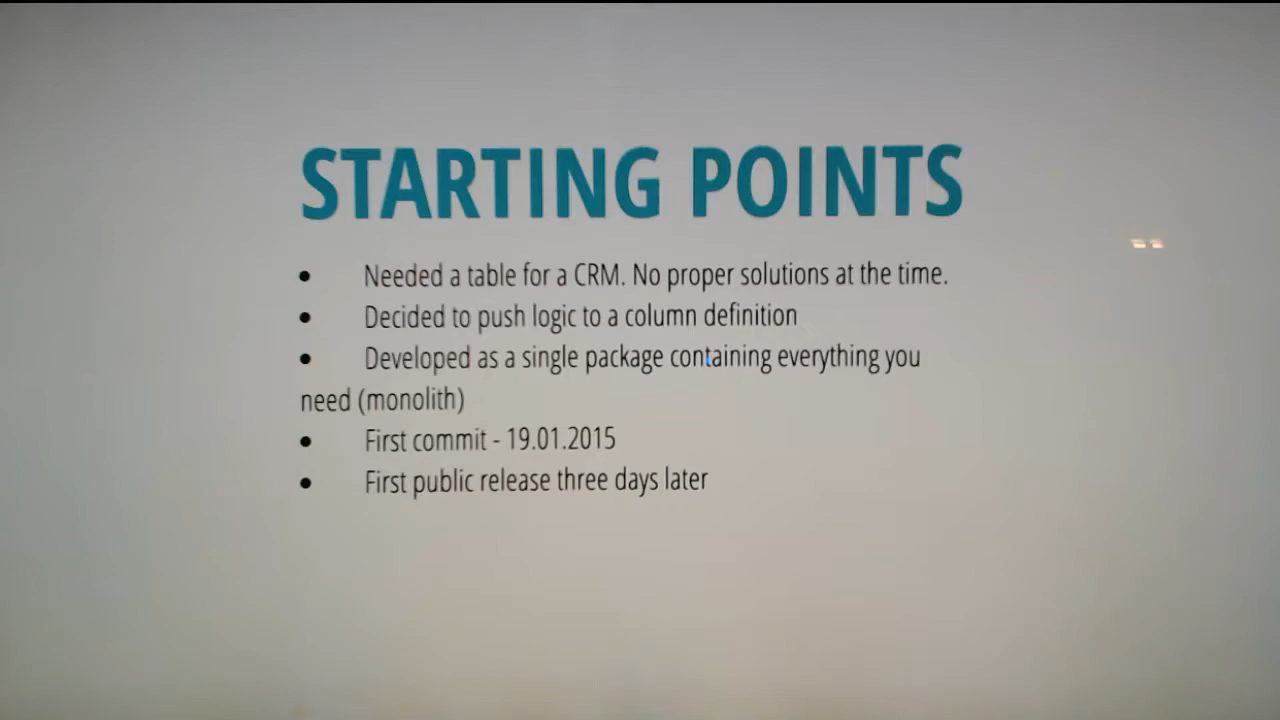 STARTING POINTS
• Needed a table for a CRM. No proper solutions at the time.
• Decided to push logic to a column definition
• Developed as a single package containing everything you
need (monolith)
• First commit - 19.01.2015
• First public release three days later